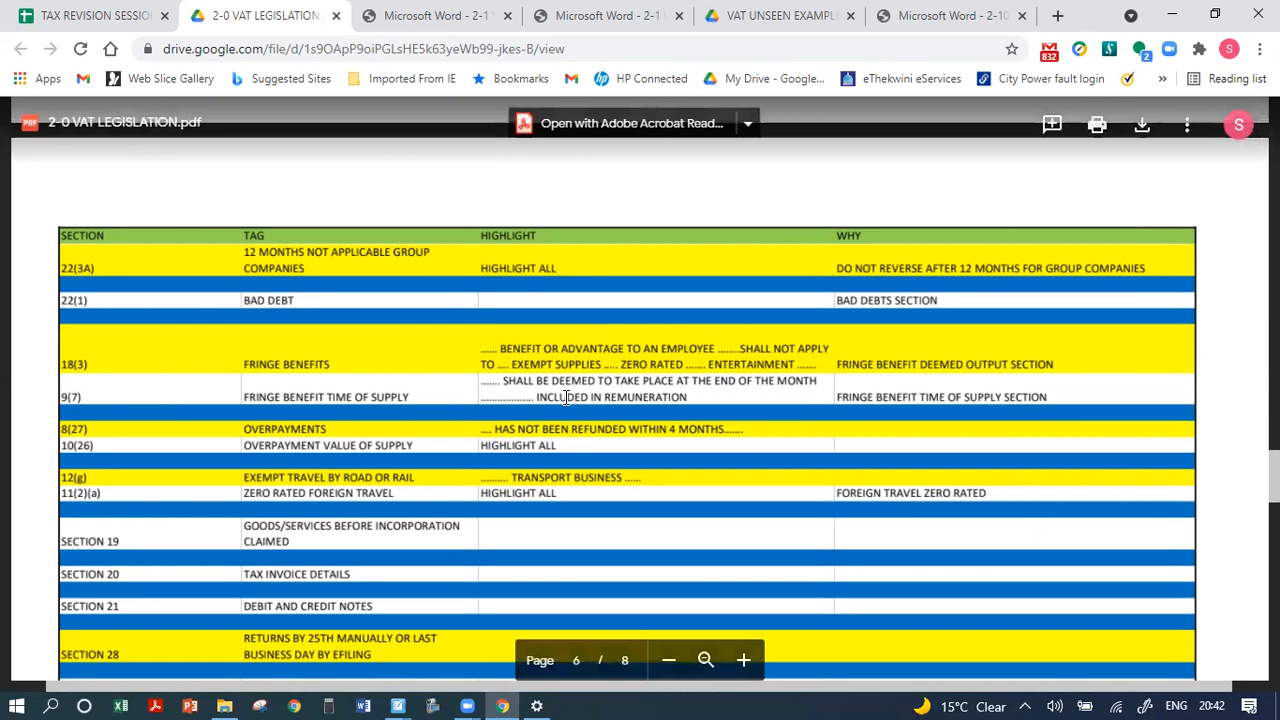 TAX REVISION SESSIO
2-0 VAT LEGISLATION.
Microsoft Word - 2-1
Microsoft Word - 2-1 V
VAT UNSEEN EXAMPLE
Microsoft Word - 2-10
drive.google.com/file/d/1s9OApP9oiPGLsHE5k63yeWb99-jkes-B/view
832
2
S
Apps
Web Slice Gallery
Suggested Sites
Imported From IE
Bookmarks
HP Connected
My Drive - Google...
eThekwini eServices
City Power fault login
»
Reading list
PDF
2-0 VAT LEGISLATION.pdf
Open with Adobe Acrobat Read...
S
SECTION TAG HIGHLIGHT WHY
12 MONTHS NOT APPLICABLE GROUP
22(3A) COMPANIES HIGHLIGHT ALL DO NOT REVERSE AFTER 12 MONTHS FOR GROUP COMPANIES
22(1) BAD DEBT BAD DEBTS SECTION
...... BENEFIT OR ADVANTAGE TO AN EMPLOYEE ........SHALL NOT APPLY
18(3) FRINGE BENEFITS TO .... EXEMPT SUPPLIES ..... ZERO RATED ....... ENTERTAINMENT ....... FRINGE BENEFIT DEEMED OUTPUT SECTION
....... SHALL BE DEEMED TO TAKE PLACE AT THE END OF THE MONTH
9(7) FRINGE BENEFIT TIME OF SUPPLY .................. INCLUDED IN REMUNERATION FRINGE BENEFIT TIME OF SUPPLY SECTION
8(27) OVERPAYMENTS .... HAS NOT BEEN REFUNDED WITHIN 4 MONTHS.......
10(26) OVERPAYMENT VALUE OF SUPPLY HIGHLIGHT ALL
12(g) EXEMPT TRAVEL BY ROAD OR RAIL .......... TRANSPORT BUSINESS ......
11(2)(a) ZERO RATED FOREIGN TRAVEL HIGHLIGHT ALL FOREIGN TRAVEL ZERO RATED
GOODS/SERVICES BEFORE INCORPORATION
SECTION 19 CLAIMED
SECTION 20 TAX INVOICE DETAILS
SECTION 21 DEBIT AND CREDIT NOTES
RETURNS BY 25TH MANUALLY OR LAST
SECTION 28 BUSINESS DAY BY EFILING
Page 6 / 8
15°C Clear
ENG
20:42